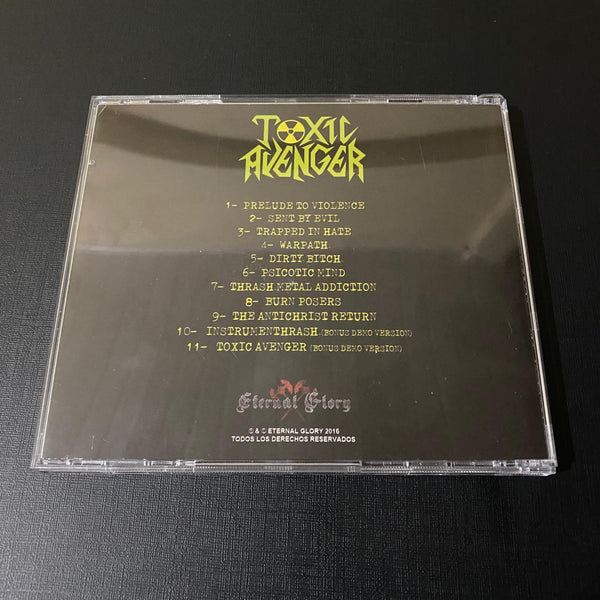 TOXIC
AVENGER
1- PRELUDE TO VIOLENCE
2- SENT BY EVIL
3- TRAPPED IN HATE
4- WARPATH
5- DIRTY BITCH
6- PSICOTIC MIND
7- THRASH METAL ADDICTION
8- BURN POSERS
9- THE ANTICHRIST RETURN
10- INSTRUMENTHRASH (BONUS DEMO VERSION)
11- TOXIC AVENGER (BONUS DEMO VERSION)
Eternal Glory
& © ETERNAL GLORY 2016
TODOS LOS DERECHOS RESERVADOS